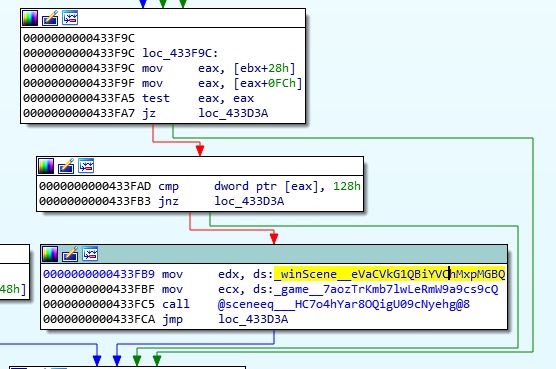 0000000000433F9C
0000000000433F9C loc_433F9C:
0000000000433F9C mov eax, [ebx+28h]
0000000000433F9F mov eax, [eax+0FCh]
0000000000433FA5 test eax, eax
0000000000433FA7 jz loc_433D3A
0000000000433FAD cmp dword ptr [eax], 128h
0000000000433FB3 jnz loc_433D3A
0000000000433FB9 mov edx, ds:_winScene__eVaCVkG1QBiYVChMxpMGBQ
48h]
0000000000433FBF mov ecx, ds:_game__7aozTrKmb7lwLeRmW9a9cs9cQ
0000000000433FC5 call @sceneeq___HC7o4hYar8OQigU09cNyehg@8
0000000000433FCA jmp loc_433D3A